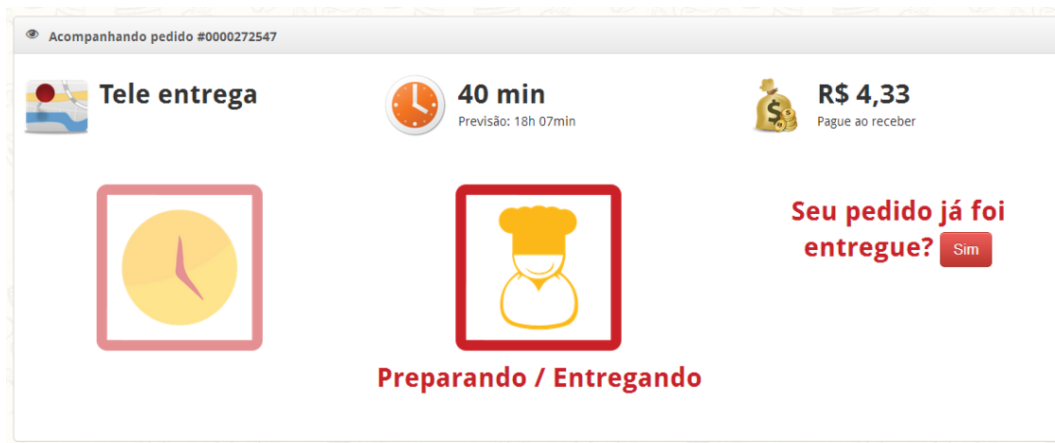 Acompanhando pedido #0000272547
Tele entrega
40 min
Previsão: 18h 07min
R$ 4,33
Pague ao receber
Preparando / Entregando
Seu pedido já foi
entregue? Sim